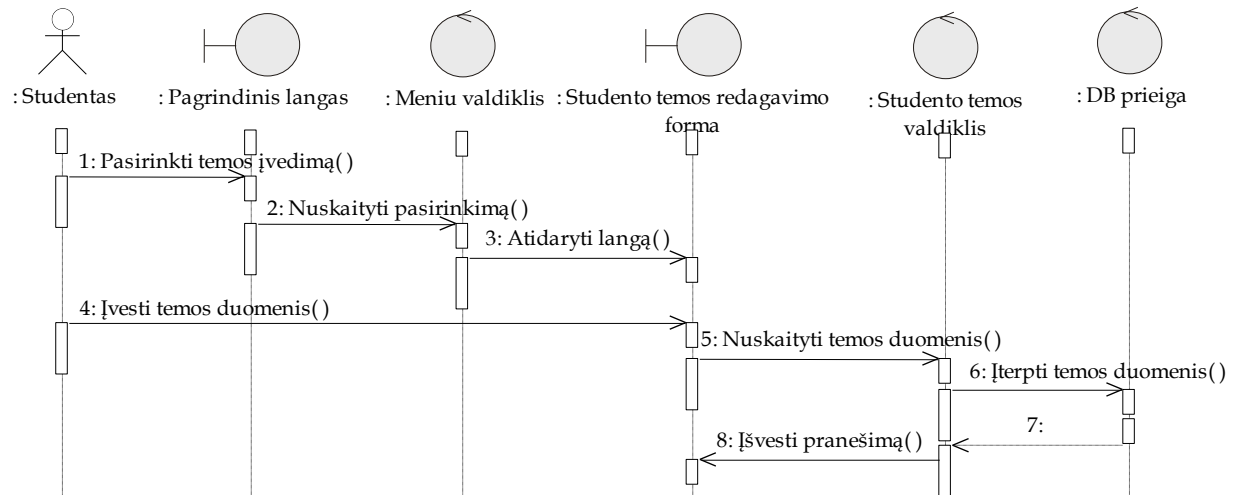 : Studentas
: Pagrindinis langas
: Meniu valdiklis
: Studento temos redagavimo
forma
: Studento temos
valdiklis
: DB prieiga
1: Pasirinkti temos įvedimą( )
2: Nuskaityti pasirinkimą( )
3: Atidaryti langą( )
4: Įvesti temos duomenis( )
5: Nuskaityti temos duomenis( )
6: Įterpti temos duomenis( )
7:
8: Įšvesti pranešimą( )